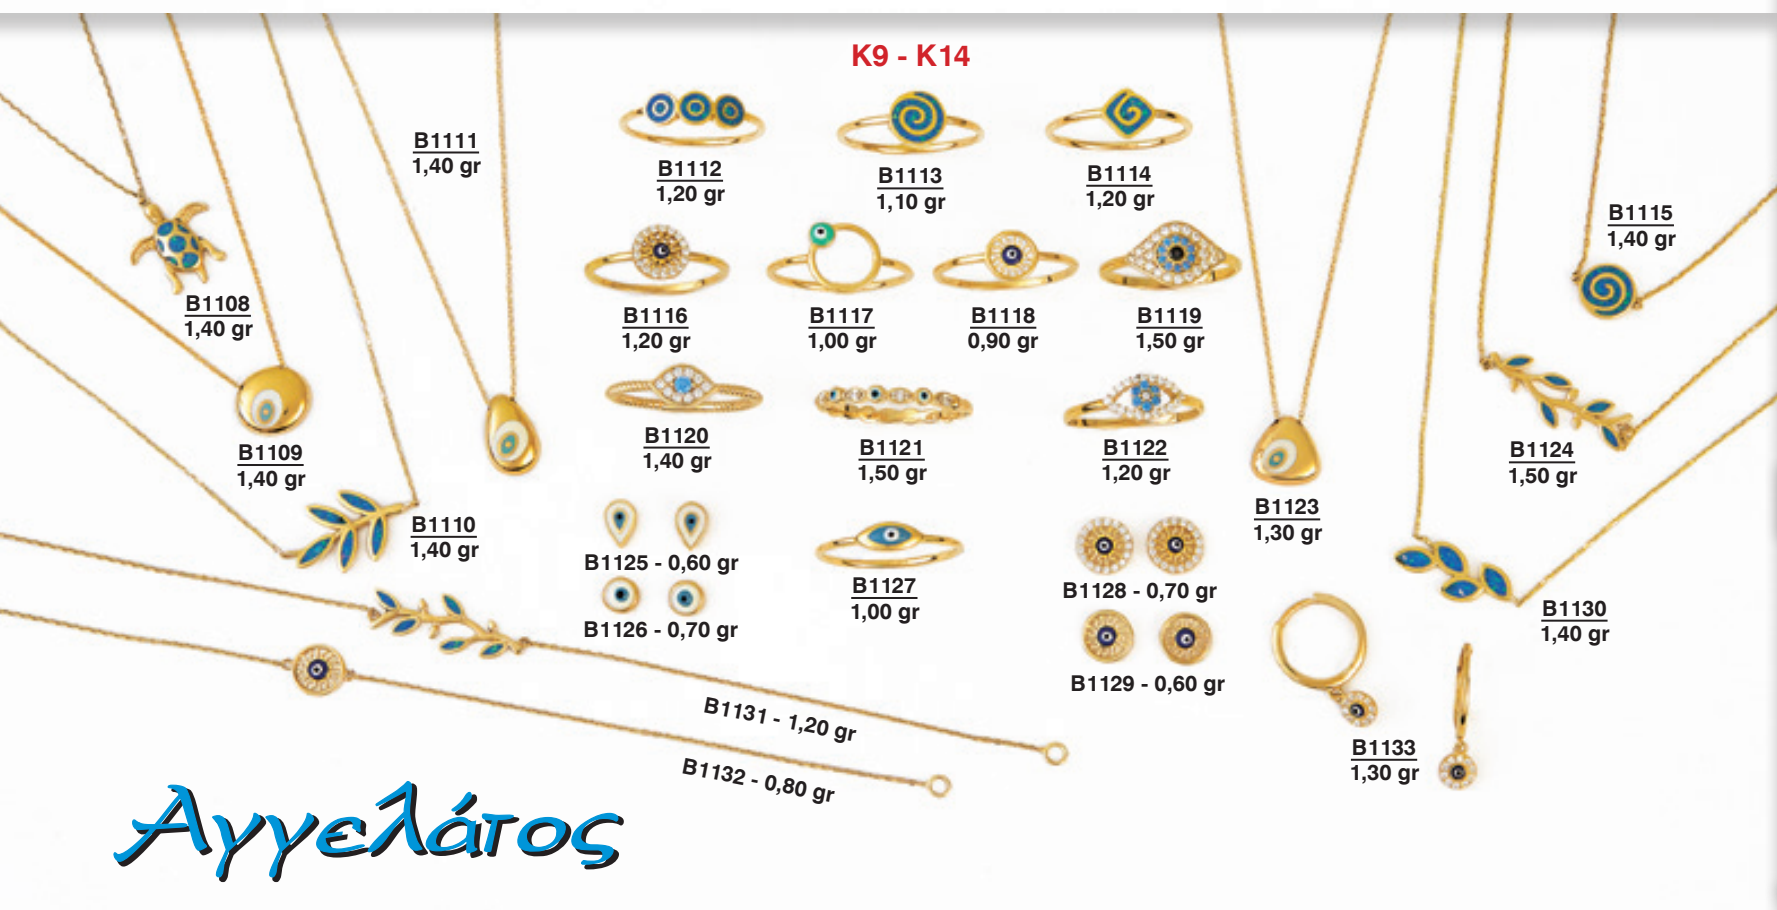 K9 - K14
B1111
1,40 gr
B1112
1,20 gr
B1113
1,10 gr
B1114
1,20 gr
B1115
1,40 gr
B1108
1,40 gr
B1116
1,20 gr
B1117
1,00 gr
B1118
0,90 gr
B1119
1,50 gr
B1109
1,40 gr
B1120
1,40 gr
B1121
1,50 gr
B1122
1,20 gr
B1123
1,30 gr
B1124
1,50 gr
B1110
1,40 gr
B1125 - 0,60 gr
B1126 - 0,70 gr
B1127
1,00 gr
B1128 - 0,70 gr
B1129 - 0,60 gr
B1130
1,40 gr
B1131 - 1,20 gr
B1132 - 0,80 gr
B1133
1,30 gr
Αγγελάτος